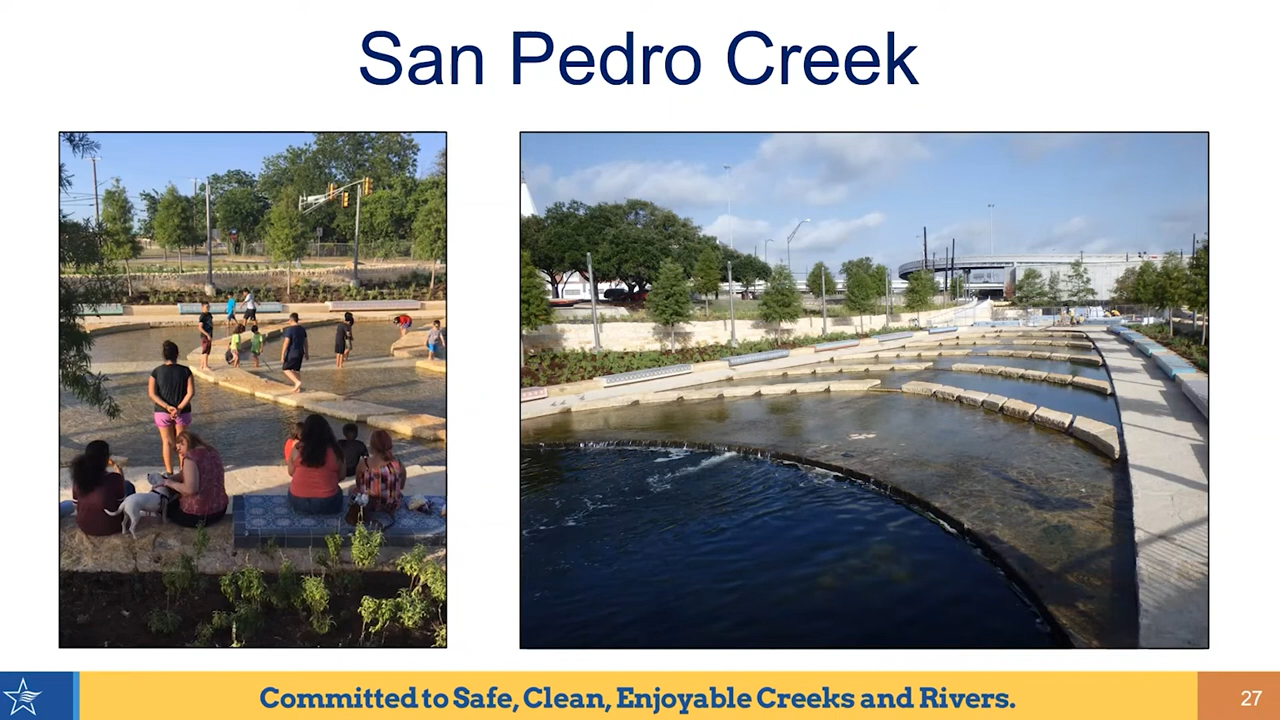 San Pedro Creek
Committed to Safe, Clean, Enjoyable Creeks and Rivers.
27